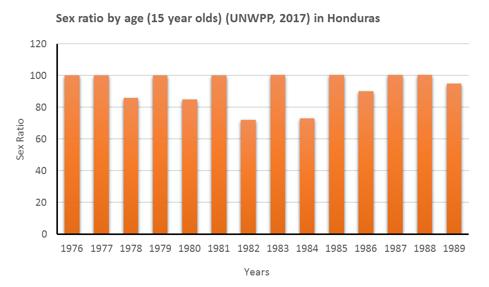 Sex ratio by age (15 year olds) (UNWPP, 2017) in Honduras
120
100
80
60
40
20
0
Sex Ratio
1976 1977 1978 1979 1980 1981 1982 1983 1984 1985 1986 1987 1988 1989
Years